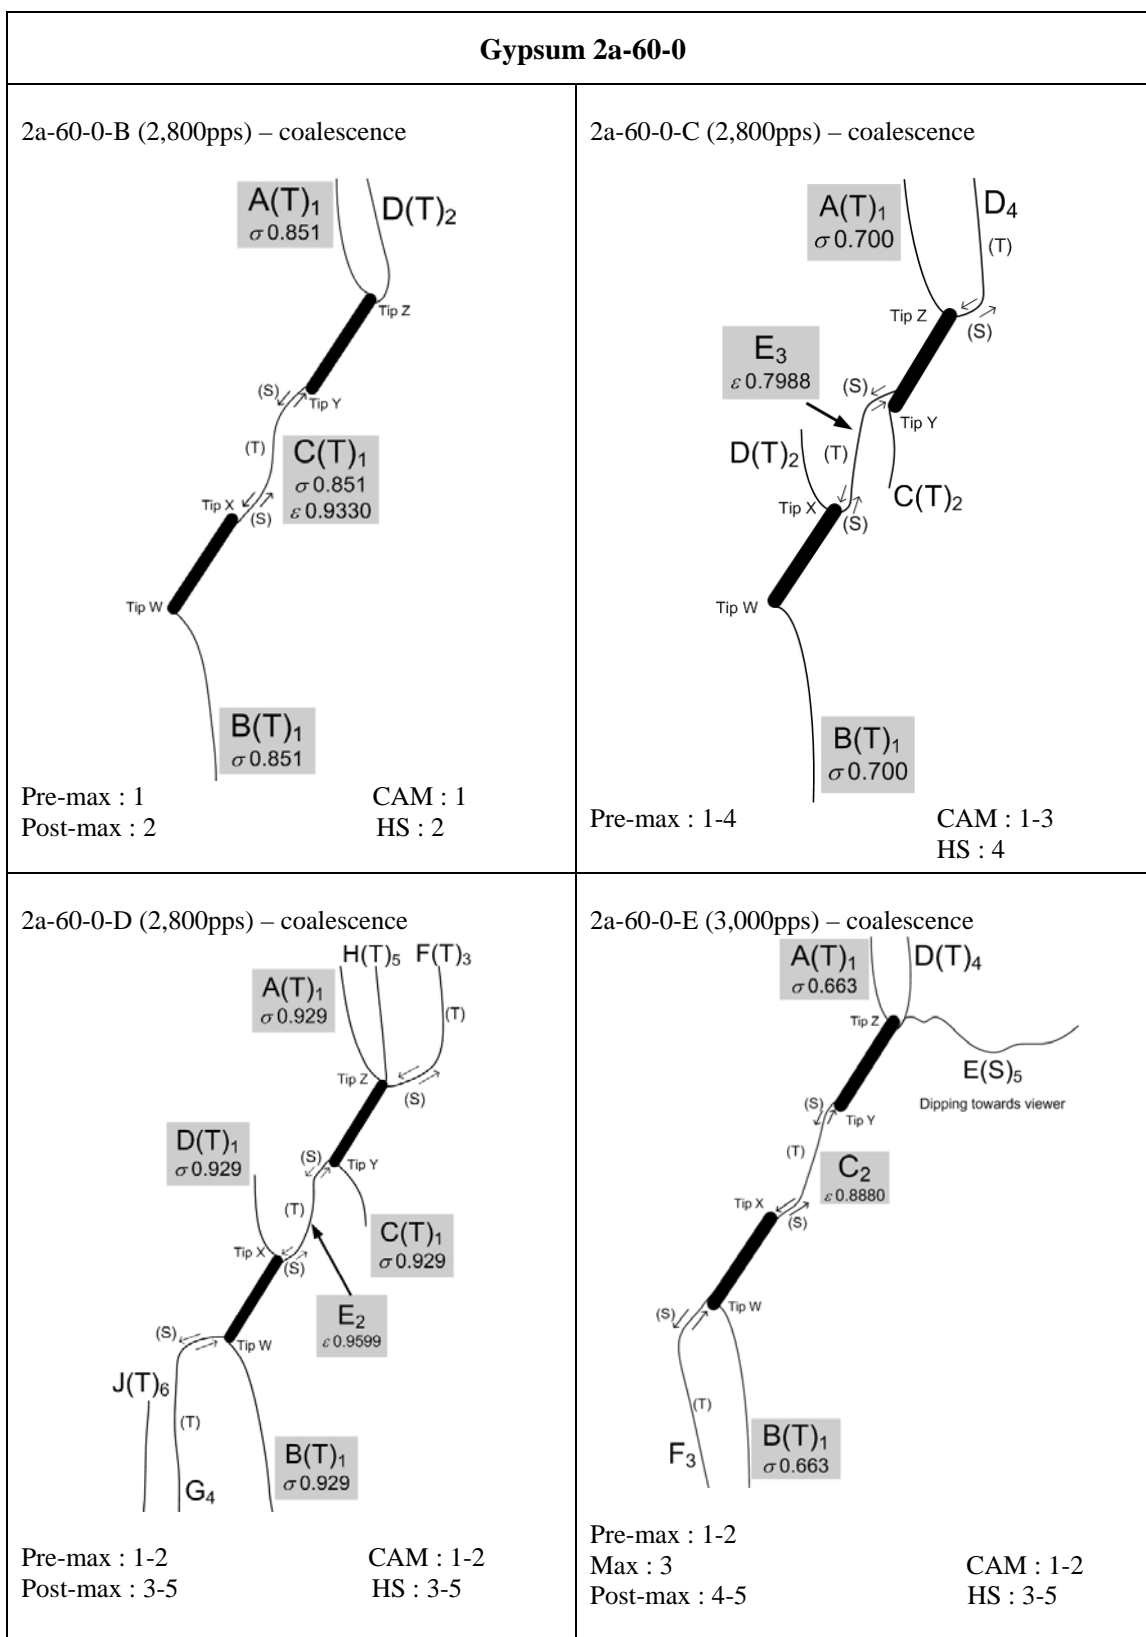 Gypsum 2a-60-0
2a-60-0-B (2,800pps) – coalescence
A(T)₁
σ 0.851
D(T)₂
Tip Z
(S)
Tip Y
(T)
C(T)₁
σ 0.851
ε 0.9330
Tip X
(S)
Tip W
B(T)₁
σ 0.851
Pre-max : 1 CAM : 1
Post-max : 2 HS : 2
2a-60-0-C (2,800pps) – coalescence
A(T)₁
σ 0.700
D₄
(T)
Tip Z
(S)
E₃
ε 0.7988
(S)
Tip Y
D(T)₂
(T)
C(T)₂
Tip X
(S)
Tip W
B(T)₁
σ 0.700
Pre-max : 1-4 CAM : 1-3
HS : 4
2a-60-0-D (2,800pps) – coalescence
H(T)₅ F(T)₃
A(T)₁
σ 0.929
(T)
Tip Z
(S)
D(T)₁
σ 0.929
(S)
Tip Y
(T)
C(T)₁
σ 0.929
Tip X
(S)
E₂
ε 0.9599
(S)
Tip W
J(T)₆
(T)
B(T)₁
σ 0.929
G₄
Pre-max : 1-2 CAM : 1-2
Post-max : 3-5 HS : 3-5
2a-60-0-E (3,000pps) – coalescence
A(T)₁
σ 0.663
D(T)₄
Tip Z
E(S)₅
Dipping towards viewer
(S)
Tip Y
(T)
C₂
ε 0.8880
Tip X
(S)
(S)
Tip W
(T)
F₃
B(T)₁
σ 0.663
Pre-max : 1-2
Max : 3 CAM : 1-2
Post-max : 4-5 HS : 3-5